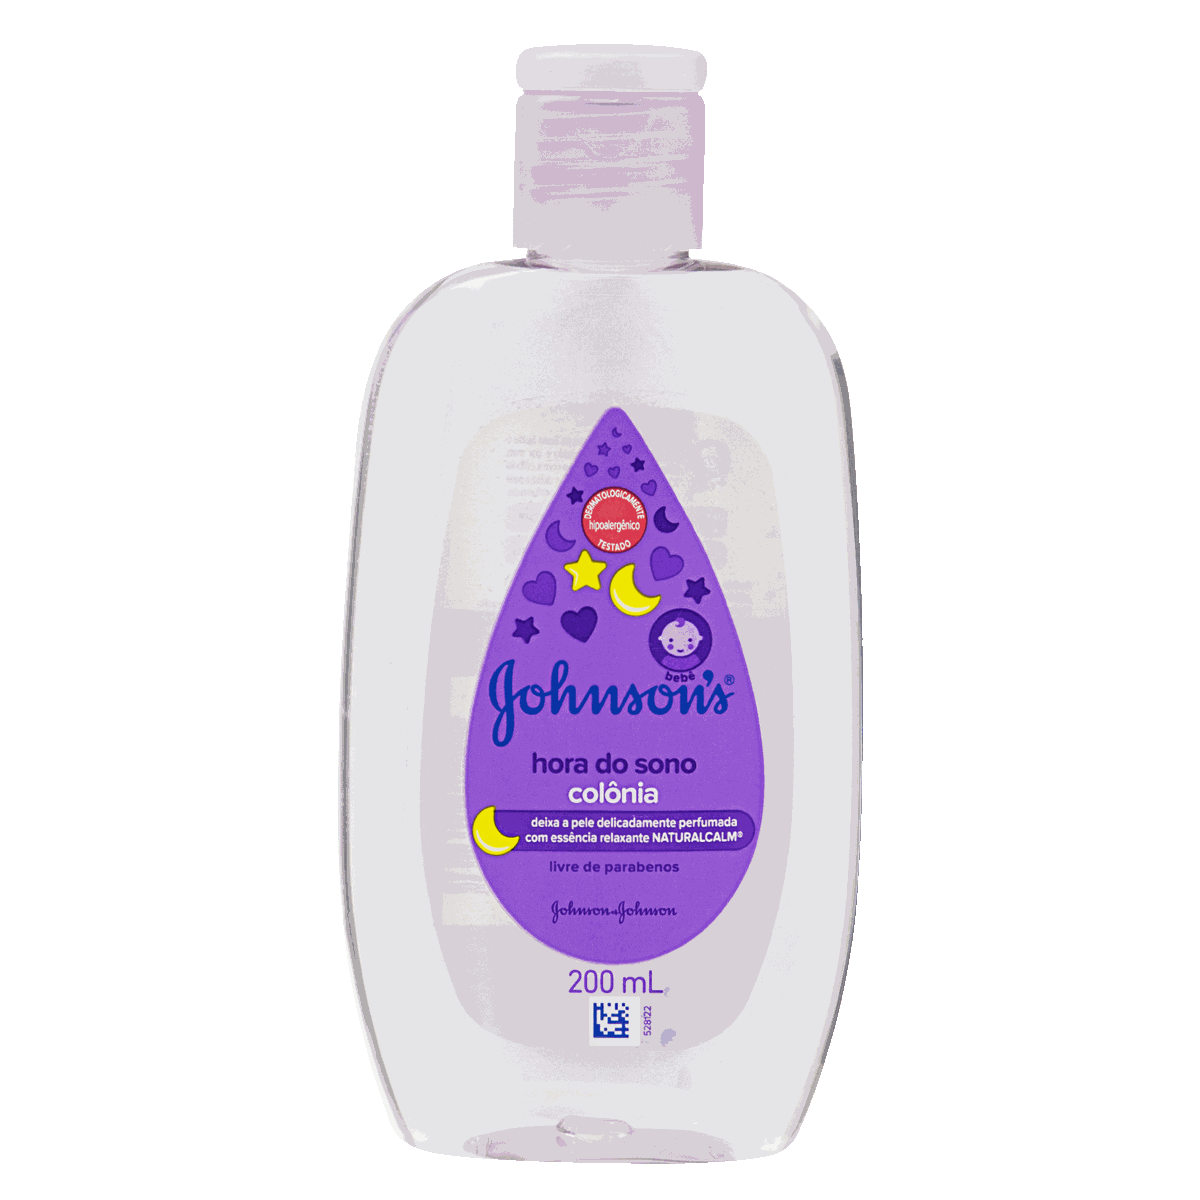 DERMATOLOGICAMENTE
hipoalergênico
TESTADO
bebê
Johnson's®
hora do sono
colônia
deixa a pele delicadamente perfumada
com essência relaxante NATURALCALM®
livre de parabenos
Johnson & Johnson
200 mL
528122